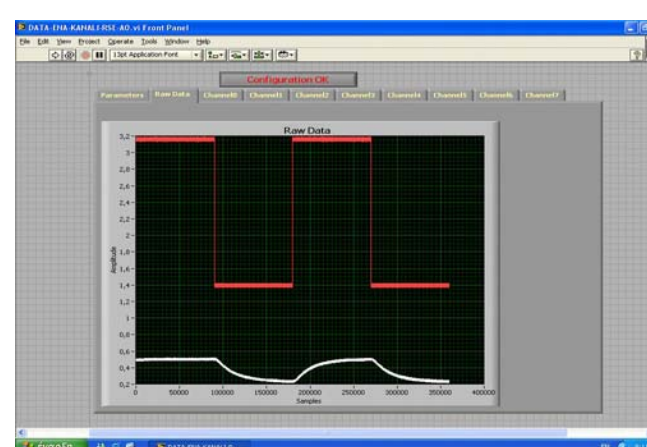 DATA-ENA-KANALI-RSE-AO.vi Front Panel
File Edit View Project Operate Tools Window Help
13pt Application Font
Configuration OK
Parameters Raw Data Channel0 Channel1 Channel2 Channel3 Channel4 Channel5 Channel6 Channel7
Raw Data
3,2
3
2,8
2,6
2,4
2,2
2
1,8
1,6
1,4
1,2
1
0,8
0,6
0,4
0,2
Amplitude
0 50000 100000 150000 200000 250000 300000 350000 400000
Samples